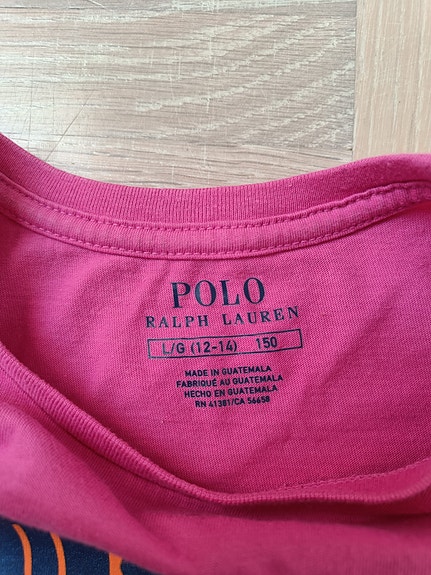 POLO
RALPH LAUREN
L/G (12-14) 150
MADE IN GUATEMALA
FABRIQUÉ AU GUATEMALA
HECHO EN GUATEMALA
RN 41381/CA 56658